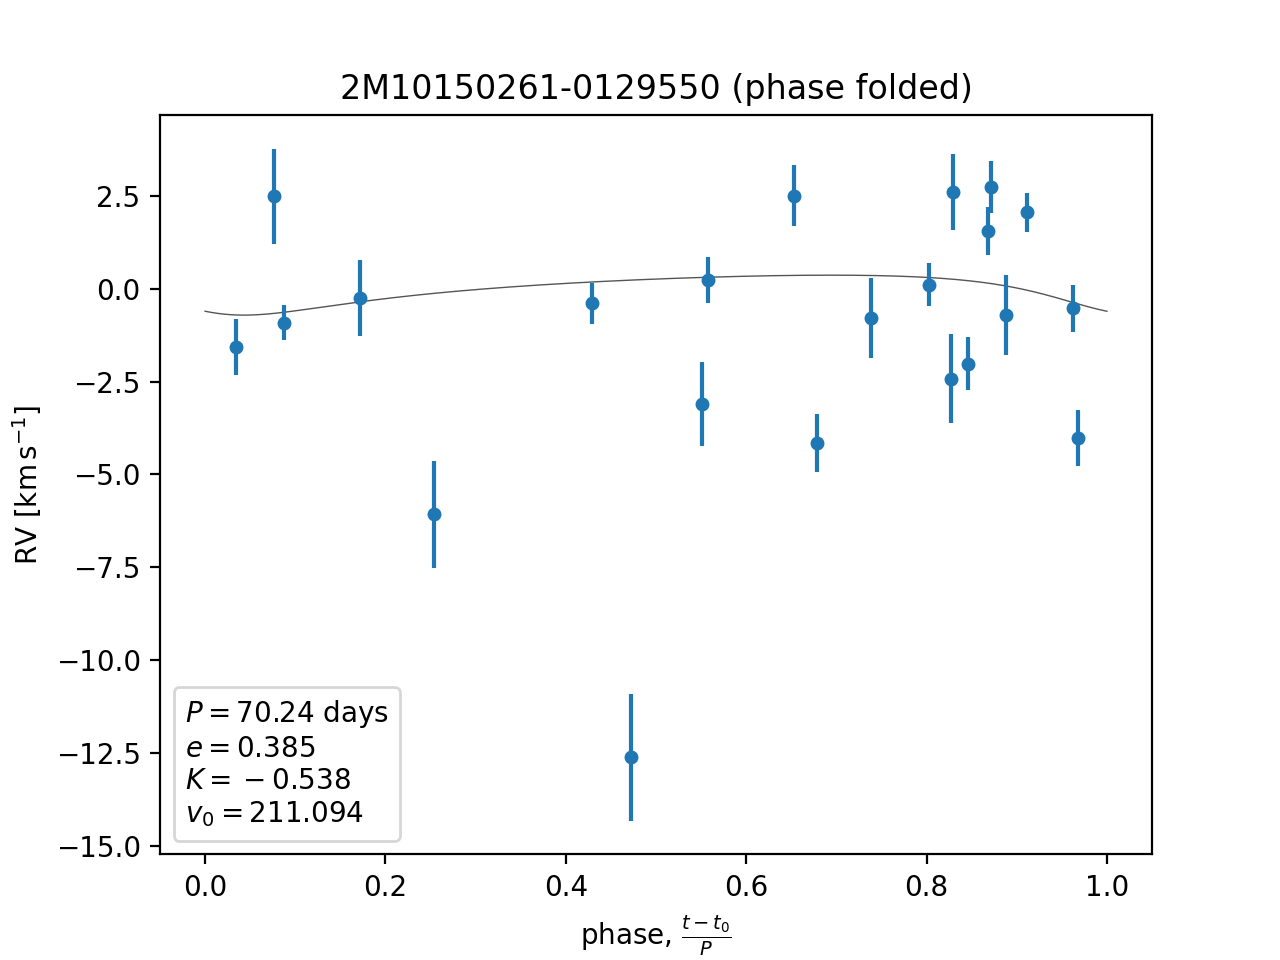 2M10150261-0129550 (phase folded)
RV [km s⁻¹]
2.5
0.0
−2.5
−5.0
−7.5
−10.0
−12.5
−15.0
P = 70.24 days
e = 0.385
K = −0.538
v₀ = 211.094
0.0 0.2 0.4 0.6 0.8 1.0
phase, (t − t₀)/P